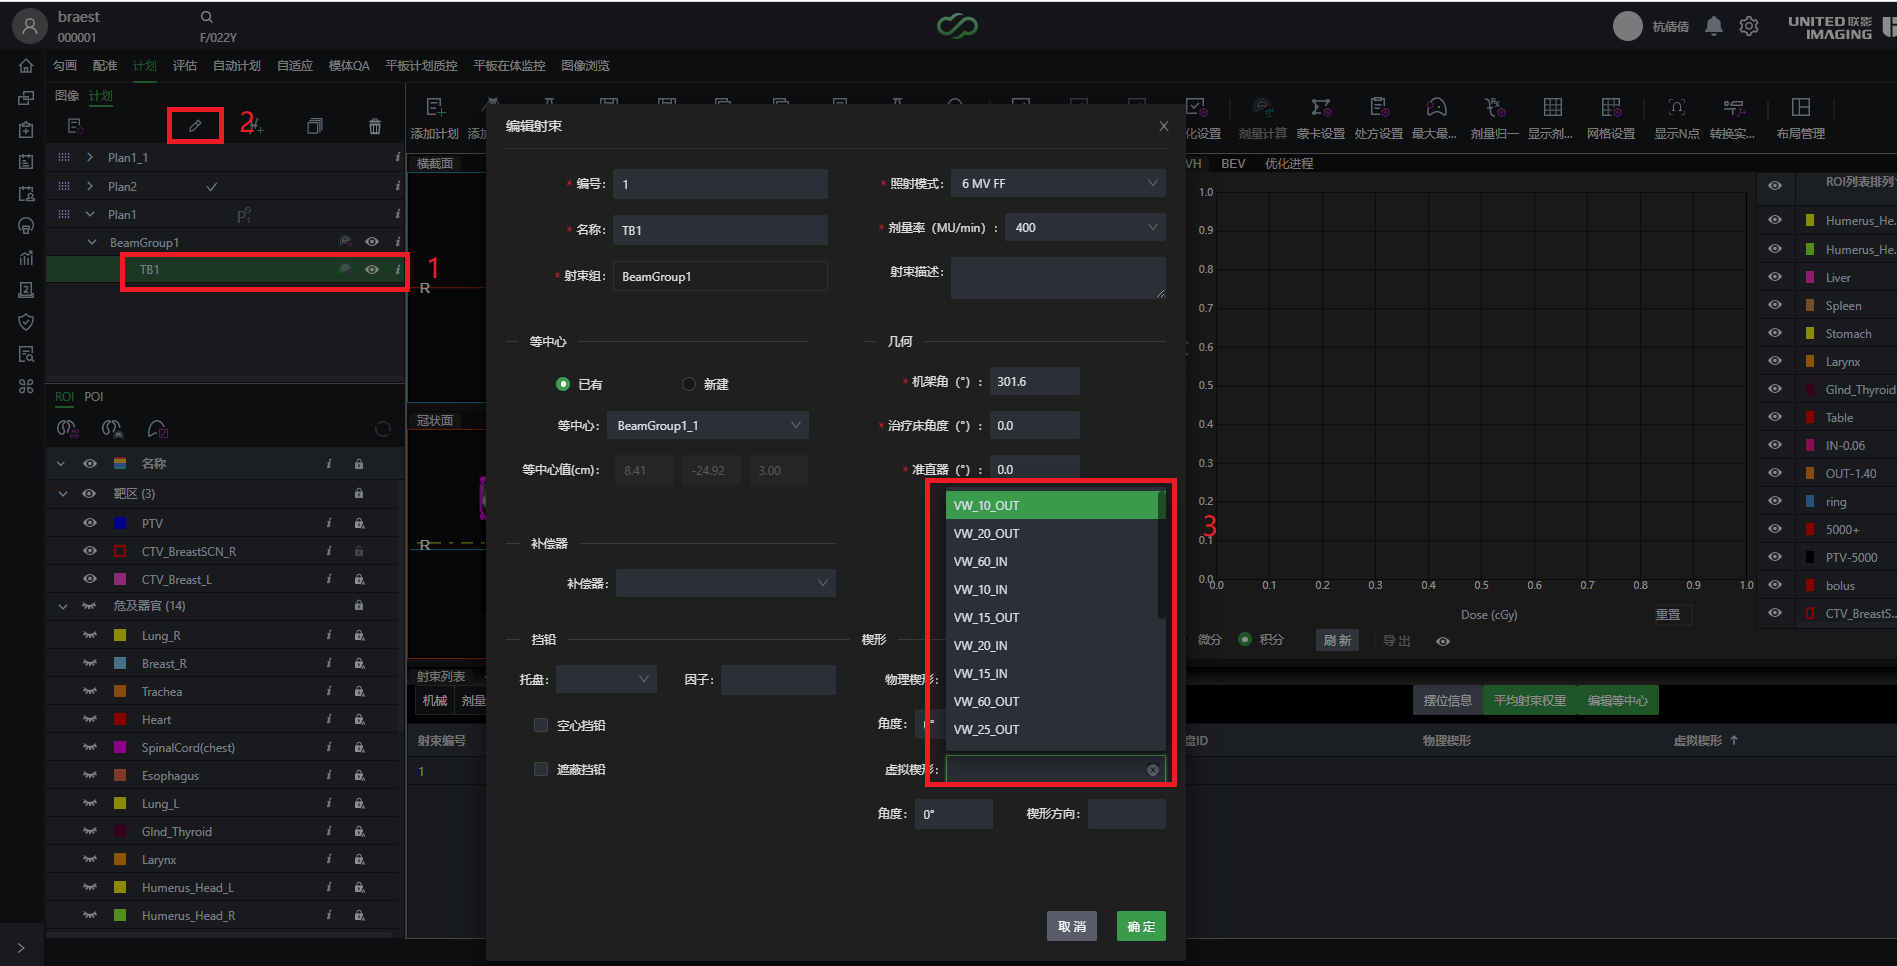 braest
000001
F/022Y
杭倩倩
UNITED 联影
IMAGING
勾画 配准 计划 评估 自动计划 自适应 模体QA 平板计划质控 平板在体监控 图像浏览
图像 计划
2
Plan1_1
Plan2
Plan1
BeamGroup1
TB1
1
添加计划
化设置 剂量计算 蒙卡设置 处方设置 最大最... 剂量归一 显示剂... 网格设置 显示N点 转换实... 布局管理
横截面
R
冠状面
R
编辑射束
* 编号: 1
* 照射模式: 6 MV FF
* 名称: TB1
* 剂量率 (MU/min) : 400
* 射束组: BeamGroup1
射束描述:
等中心
几何
已有 新建
* 机架角 (°) : 301.6
等中心: BeamGroup1_1
* 治疗床角度 (°) : 0.0
等中心值(cm): 8.41 -24.92 3.00
* 准直器 (°) : 0.0
VW_10_OUT
VW_20_OUT
VW_60_IN
VW_10_IN
VW_15_OUT
VW_20_IN
VW_15_IN
VW_60_OUT
VW_25_OUT
3
补偿器
补偿器:
挡铅
楔形
托盘: 因子:
物理楔形:
空心挡铅
角度: 0°
遮蔽挡铅
虚拟楔形:
角度: 0° 楔形方向:
取消 确定
VH BEV 优化进程
1.0
0.9
0.8
0.7
0.6
0.5
0.4
0.3
0.2
0.1
0.0
0.0 0.1 0.2 0.3 0.4 0.5 0.6 0.7 0.8 0.9 1.0
Dose (cGy)
重置
微分 积分 刷新 导出
ROI列表排列
Humerus_He...
Humerus_He...
Liver
Spleen
Stomach
Larynx
Glnd_Thyroid
Table
IN-0.06
OUT-1.40
ring
5000+
PTV-5000
bolus
CTV_BreastS...
ROI POI
名称
靶区 (3)
PTV
CTV_BreastSCN_R
CTV_Breast_L
危及器官 (14)
Lung_R
Breast_R
Trachea
Heart
SpinalCord(chest)
Esophagus
Lung_L
Glnd_Thyroid
Larynx
Humerus_Head_L
Humerus_Head_R
射束列表
机械 剂量
摆位信息 平均射束权重 编辑等中心
射束编号 盘ID 物理楔形 虚拟楔形
1